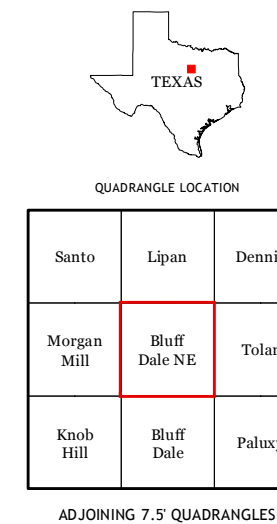 TEXAS
QUADRANGLE LOCATION
Santo Lipan Denni
Morgan Mill Bluff Dale NE Tolar
Knob Hill Bluff Dale Paluxy
ADJOINING 7.5' QUADRANGLES